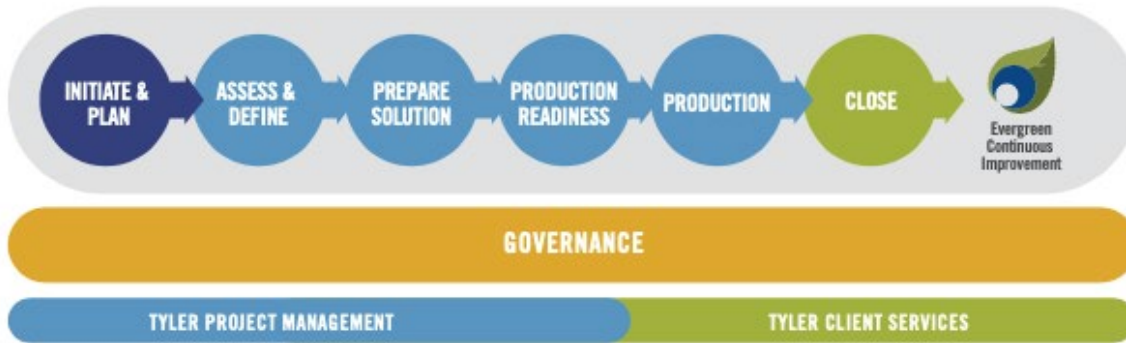 INITIATE &
PLAN
ASSESS &
DEFINE
PREPARE
SOLUTION
PRODUCTION
READINESS
PRODUCTION
CLOSE
Evergreen
Continuous
Improvement
GOVERNANCE
TYLER PROJECT MANAGEMENT
TYLER CLIENT SERVICES